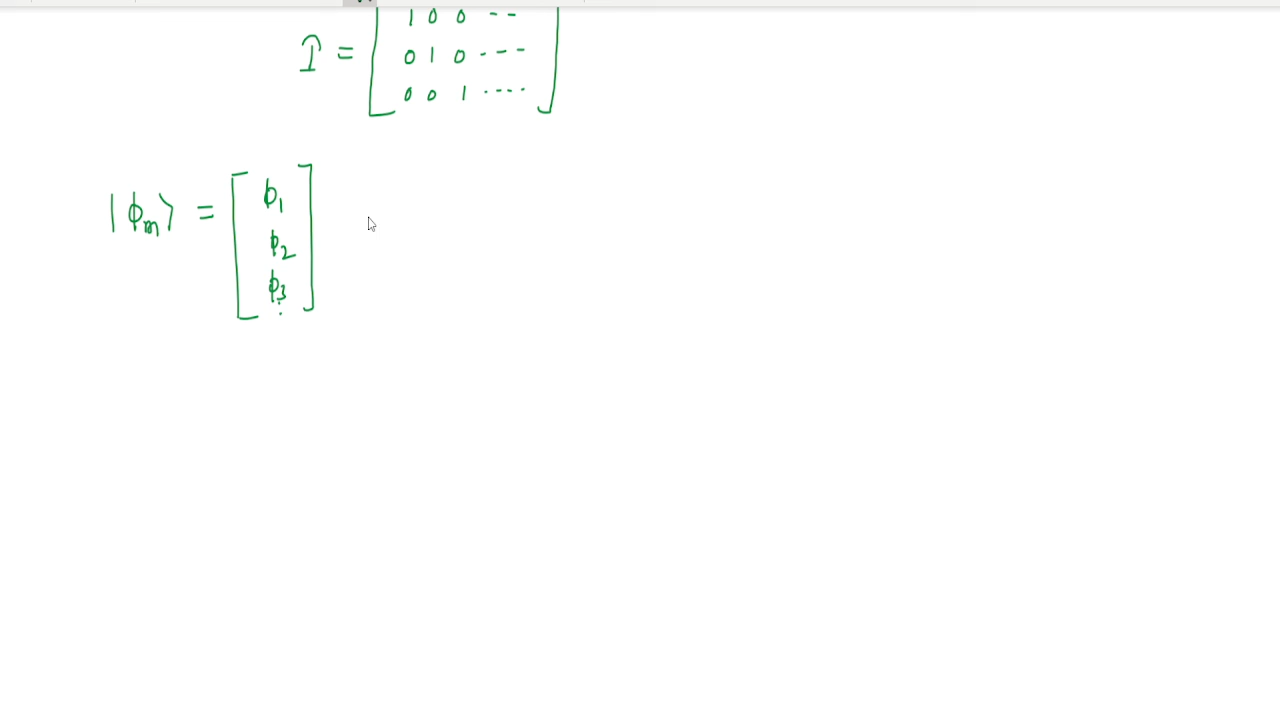 1 0 0 - -
I = 0 1 0 - - -
0 0 1 ....
|ϕm⟩ = [ϕ1
ϕ2
ϕ3
:]